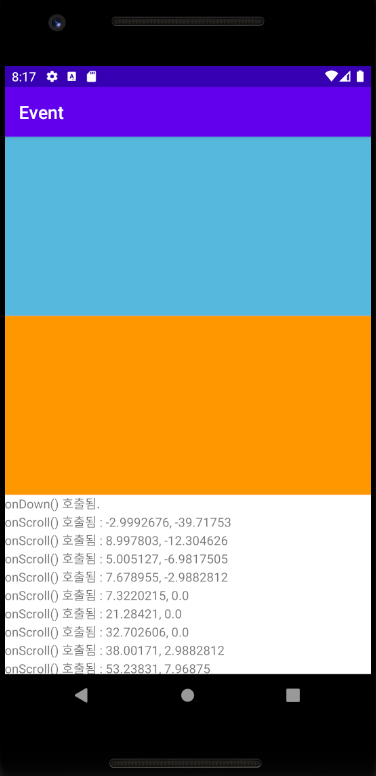 8:17
Event
onDown() 호출됨.
onScroll() 호출됨 : -2.9992676, -39.71753
onScroll() 호출됨 : 8.997803, -12.304626
onScroll() 호출됨 : 5.005127, -6.9817505
onScroll() 호출됨 : 7.678955, -2.9882812
onScroll() 호출됨 : 7.3220215, 0.0
onScroll() 호출됨 : 21.28421, 0.0
onScroll() 호출됨 : 32.702606, 0.0
onScroll() 호출됨 : 38.00171, 2.9882812
onScroll() 호출됨 : 53.23831, 7.96875